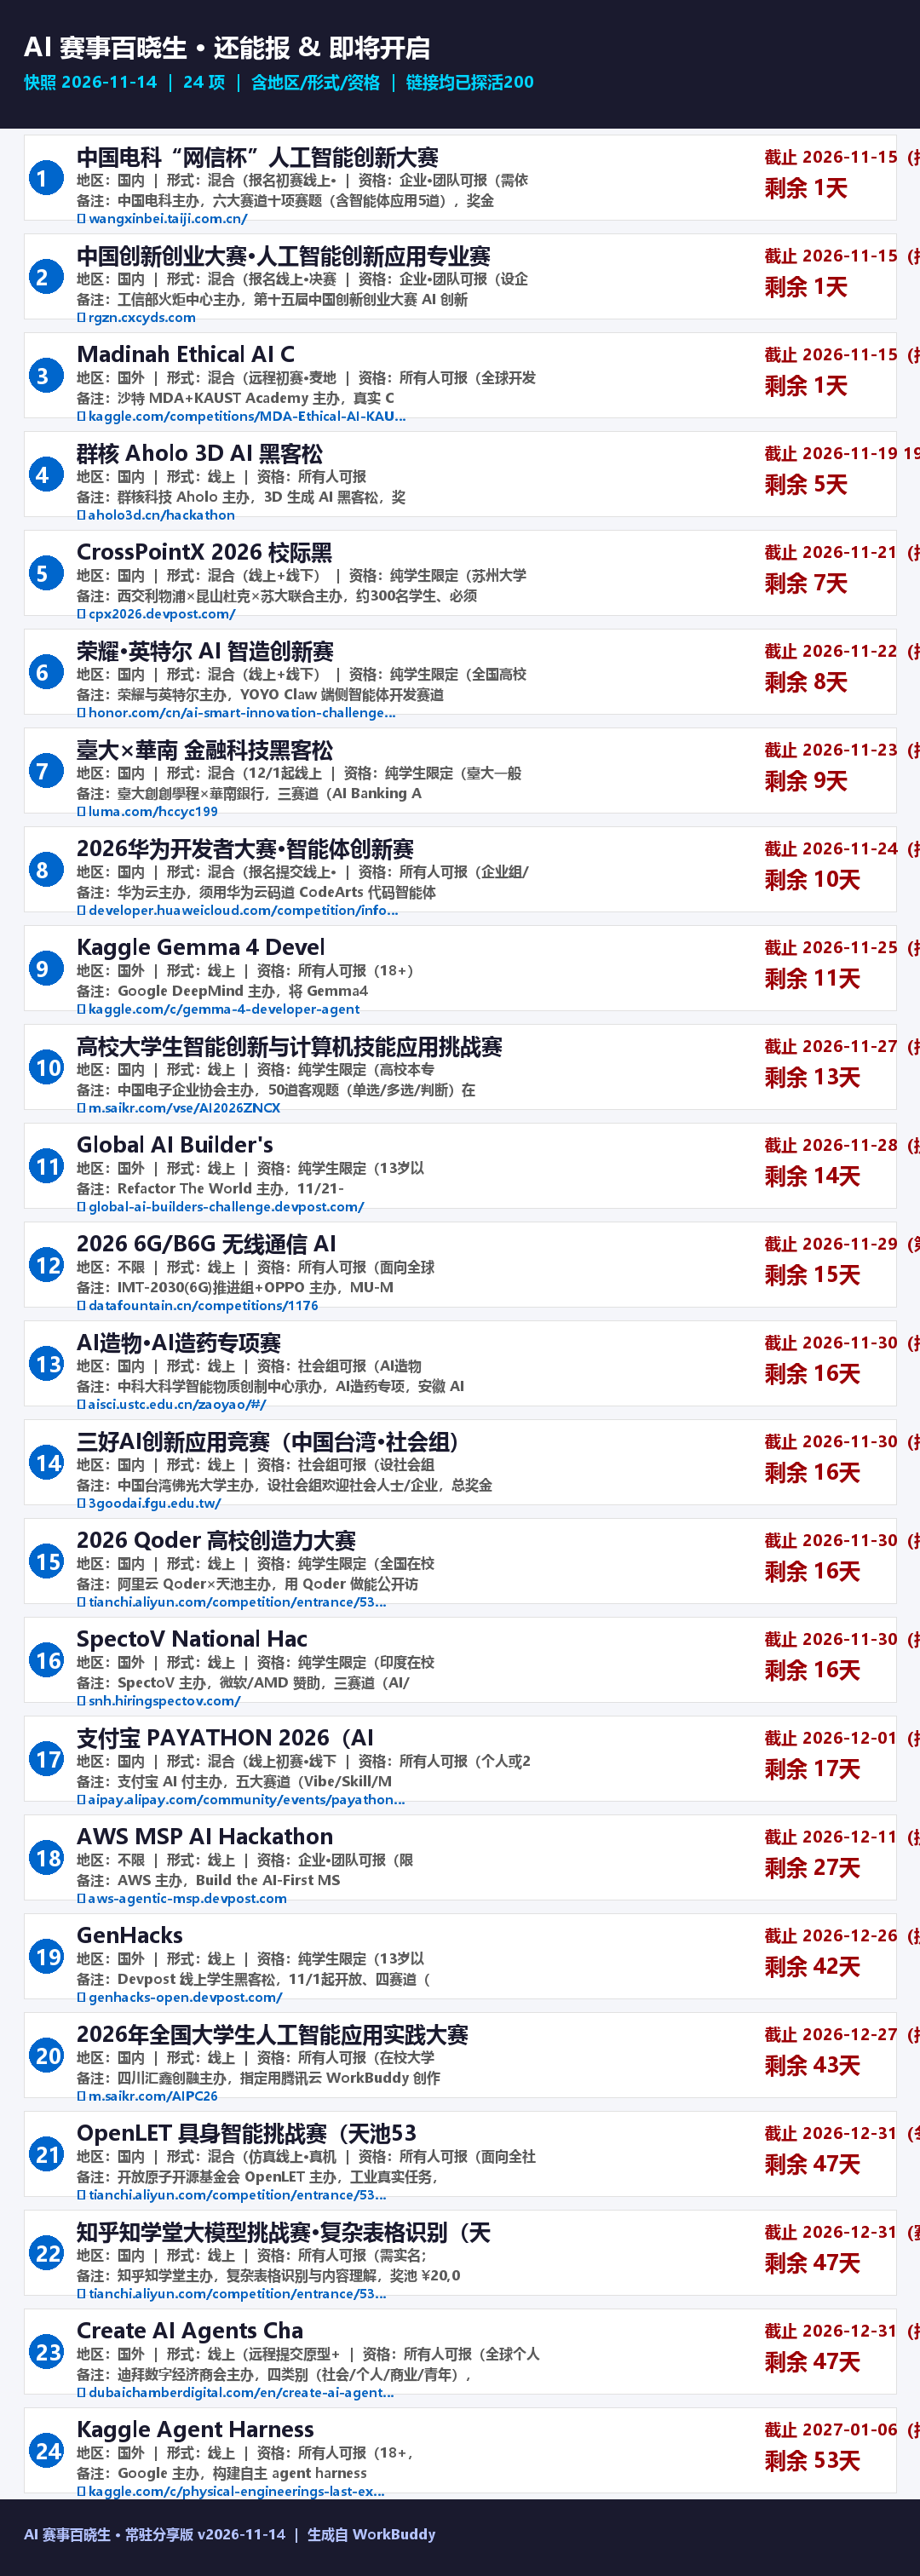 AI 赛事百晓生 • 还能报 & 即将开启
快照 2026-11-14 | 24 项 | 含地区/形式/资格 | 链接均已探活200
1
中国电科“网信杯”人工智能创新大赛
截止 2026-11-15
地区：国内 | 形式：混合（报名初赛线上• | 资格：企业•团队可报（需依
剩余 1天
备注：中国电科主办，六大赛道十项赛题（含智能体应用5道），奖金
wangxinbei.taiji.com.cn/
2
中国创新创业大赛•人工智能创新应用专业赛
截止 2026-11-15
地区：国内 | 形式：混合（报名线上•决赛 | 资格：企业•团队可报（设企
剩余 1天
备注：工信部火炬中心主办，第十五届中国创新创业大赛 AI 创新
rgzn.cxcyds.com
3
Madinah Ethical AI C
截止 2026-11-15
地区：国外 | 形式：混合（远程初赛•麦地 | 资格：所有人可报（全球开发
剩余 1天
备注：沙特 MDA+KAUST Academy 主办，真实 C
kaggle.com/competitions/MDA-Ethical-AI-KAU...
4
群核 Aholo 3D AI 黑客松
截止 2026-11-19 19
地区：国内 | 形式：线上 | 资格：所有人可报
剩余 5天
备注：群核科技 Aholo 主办，3D 生成 AI 黑客松，奖
aholo3d.cn/hackathon
5
CrossPointX 2026 校际黑
截止 2026-11-21
地区：国内 | 形式：混合（线上+线下） | 资格：纯学生限定（苏州大学
剩余 7天
备注：西交利物浦×昆山杜克×苏大联合主办，约300名学生、必须
cpx2026.devpost.com/
6
荣耀•英特尔 AI 智造创新赛
截止 2026-11-22
地区：国内 | 形式：混合（线上+线下） | 资格：纯学生限定（全国高校
剩余 8天
备注：荣耀与英特尔主办，YOYO Claw 端侧智能体开发赛道
honor.com/cn/ai-smart-innovation-challenge...
7
臺大×華南 金融科技黑客松
截止 2026-11-23
地区：国内 | 形式：混合（12/1起线上 | 资格：纯学生限定（臺大一般
剩余 9天
备注：臺大創創學程×華南銀行，三赛道（AI Banking A
luma.com/hccyc199
8
2026华为开发者大赛•智能体创新赛
截止 2026-11-24
地区：国内 | 形式：混合（报名提交线上• | 资格：所有人可报（企业组/
剩余 10天
备注：华为云主办，须用华为云码道 CodeArts 代码智能体
developer.huaweicloud.com/competition/info...
9
Kaggle Gemma 4 Devel
截止 2026-11-25
地区：国外 | 形式：线上 | 资格：所有人可报（18+）
剩余 11天
备注：Google DeepMind 主办，将 Gemma4
kaggle.com/c/gemma-4-developer-agent
10
高校大学生智能创新与计算机技能应用挑战赛
截止 2026-11-27
地区：国内 | 形式：线上 | 资格：纯学生限定（高校本专
剩余 13天
备注：中国电子企业协会主办，50道客观题（单选/多选/判断）在
m.saikr.com/vse/AI2026ZNCX
11
Global AI Builder's
截止 2026-11-28
地区：国外 | 形式：线上 | 资格：纯学生限定（13岁以
剩余 14天
备注：Refactor The World 主办，11/21-
global-ai-builders-challenge.devpost.com/
12
2026 6G/B6G 无线通信 AI
截止 2026-11-29
地区：不限 | 形式：线上 | 资格：所有人可报（面向全球
剩余 15天
备注：IMT-2030(6G)推进组+OPPO 主办，MU-M
datafountain.cn/competitions/1176
13
AI造物•AI造药专项赛
截止 2026-11-30
地区：国内 | 形式：线上 | 资格：社会组可报（AI造物
剩余 16天
备注：中科大科学智能物质创制中心承办，AI造药专项，安徽 AI
aisci.ustc.edu.cn/zaoyao/#/
14
三好AI创新应用竞赛（中国台湾•社会组）
截止 2026-11-30
地区：国内 | 形式：线上 | 资格：社会组可报（设社会组
剩余 16天
备注：中国台湾佛光大学主办，设社会组欢迎社会人士/企业，总奖金
3goodai.fgu.edu.tw/
15
2026 Qoder 高校创造力大赛
截止 2026-11-30
地区：国内 | 形式：线上 | 资格：纯学生限定（全国在校
剩余 16天
备注：阿里云 Qoder×天池主办，用 Qoder 做能公开访
tianchi.aliyun.com/competition/entrance/53...
16
SpectoV National Hac
截止 2026-11-30
地区：国外 | 形式：线上 | 资格：纯学生限定（印度在校
剩余 16天
备注：SpectoV 主办，微软/AMD 赞助，三赛道（AI/
snh.hiringspectov.com/
17
支付宝 PAYATHON 2026（AI
截止 2026-12-01
地区：国内 | 形式：混合（线上初赛•线下 | 资格：所有人可报（个人或2
剩余 17天
备注：支付宝 AI 付主办，五大赛道（Vibe/Skill/M
aipay.alipay.com/community/events/payathon...
18
AWS MSP AI Hackathon
截止 2026-12-11
地区：不限 | 形式：线上 | 资格：企业•团队可报（限
剩余 27天
备注：AWS 主办，Build the AI-First MS
aws-agentic-msp.devpost.com
19
GenHacks
截止 2026-12-26
地区：国外 | 形式：线上 | 资格：纯学生限定（13岁以
剩余 42天
备注：Devpost 线上学生黑客松，11/1起开放、四赛道（
genhacks-open.devpost.com/
20
2026年全国大学生人工智能应用实践大赛
截止 2026-12-27
地区：国内 | 形式：线上 | 资格：所有人可报（在校大学
剩余 43天
备注：四川汇鑫创融主办，指定用腾讯云 WorkBuddy 创作
m.saikr.com/AIPC26
21
OpenLET 具身智能挑战赛（天池53
截止 2026-12-31
地区：国内 | 形式：混合（仿真线上•真机 | 资格：所有人可报（面向全社
剩余 47天
备注：开放原子开源基金会 OpenLET 主办，工业真实任务，
tianchi.aliyun.com/competition/entrance/53...
22
知乎知学堂大模型挑战赛•复杂表格识别（天
截止 2026-12-31
地区：国内 | 形式：线上 | 资格：所有人可报（需实名；
剩余 47天
备注：知乎知学堂主办，复杂表格识别与内容理解，奖池 ¥20,0
tianchi.aliyun.com/competition/entrance/53...
23
Create AI Agents Cha
截止 2026-12-31
地区：国外 | 形式：线上（远程提交原型+ | 资格：所有人可报（全球个人
剩余 47天
备注：迪拜数字经济商会主办，四类别（社会/个人/商业/青年），
dubaichamberdigital.com/en/create-ai-agent...
24
Kaggle Agent Harness
截止 2027-01-06
地区：国外 | 形式：线上 | 资格：所有人可报（18+，
剩余 53天
备注：Google 主办，构建自主 agent harness
kaggle.com/c/physical-engineerings-last-ex...
AI 赛事百晓生 • 常驻分享版 v2026-11-14 | 生成自 WorkBuddy